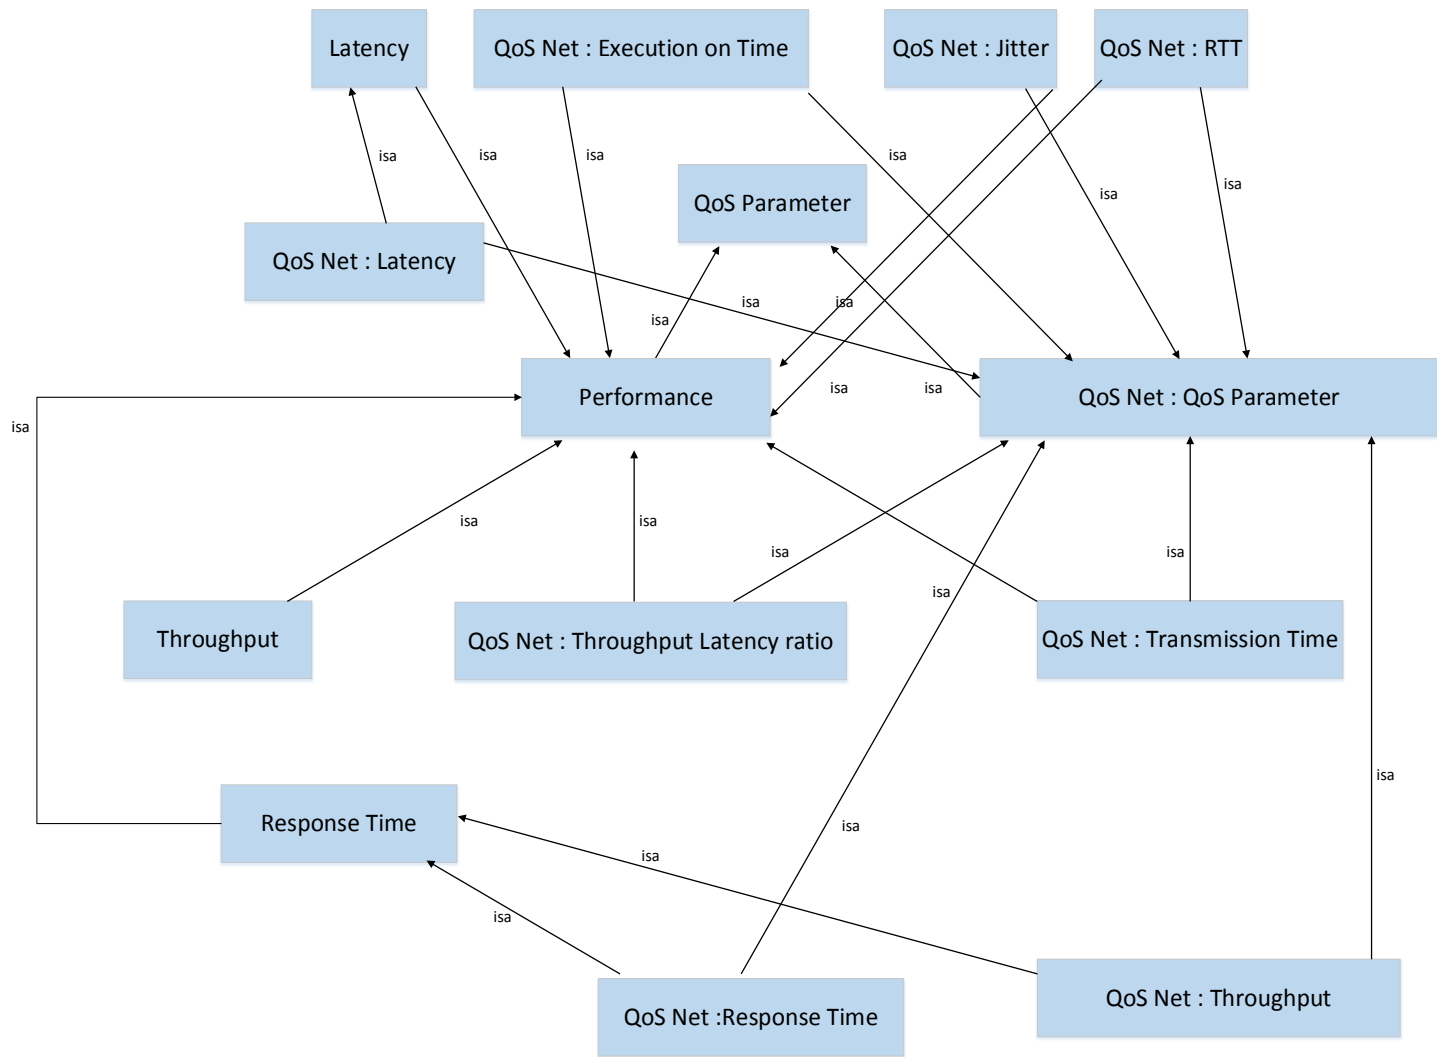 Latency
QoS Net : Execution on Time
QoS Net : Jitter
QoS Net : RTT
isa
isa
isa
isa
isa
isa
QoS Parameter
QoS Net : Latency
isa
isa
isa
isa
isa
isa
Performance
QoS Net : QoS Parameter
isa
isa
isa
isa
isa
isa
Throughput
QoS Net : Throughput Latency ratio
QoS Net : Transmission Time
isa
Response Time
isa
isa
isa
QoS Net :Response Time
QoS Net : Throughput